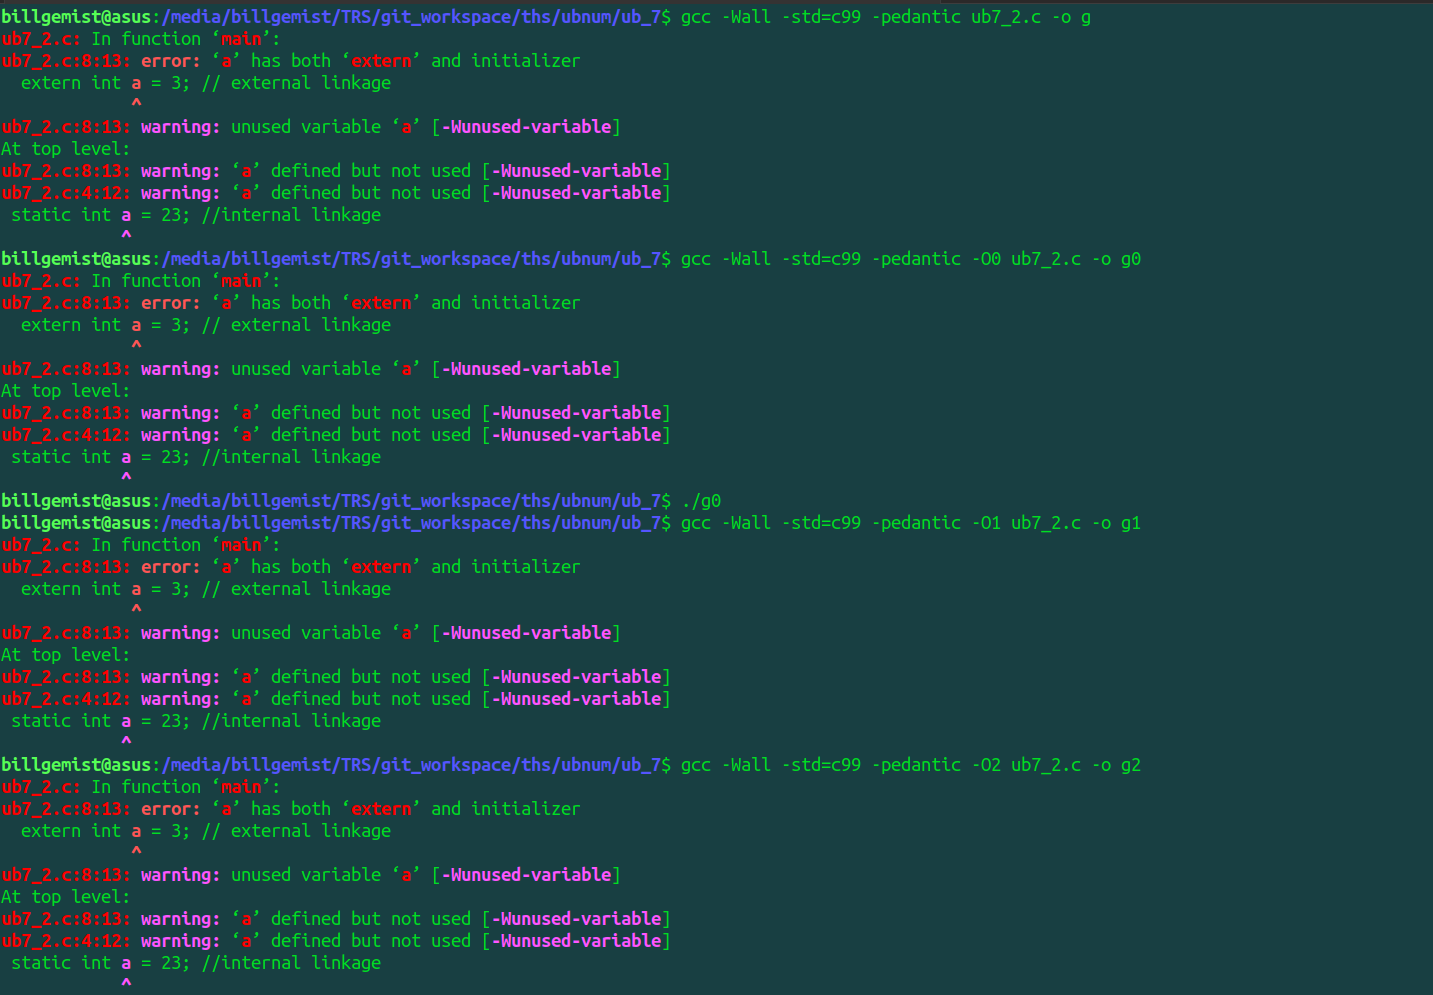 billgemist@asus:/media/billgemist/TRS/git_workspace/ths/ubnum/ub_7$ gcc -Wall -std=c99 -pedantic ub7_2.c -o g
ub7_2.c: In function ‘main’:
ub7_2.c:8:13: error: ‘a’ has both ‘extern’ and initializer
  extern int a = 3; // external linkage
             ^
ub7_2.c:8:13: warning: unused variable ‘a’ [-Wunused-variable]
At top level:
ub7_2.c:8:13: warning: ‘a’ defined but not used [-Wunused-variable]
ub7_2.c:4:12: warning: ‘a’ defined but not used [-Wunused-variable]
 static int a = 23; //internal linkage
            ^
billgemist@asus:/media/billgemist/TRS/git_workspace/ths/ubnum/ub_7$ gcc -Wall -std=c99 -pedantic -O0 ub7_2.c -o g0
ub7_2.c: In function ‘main’:
ub7_2.c:8:13: error: ‘a’ has both ‘extern’ and initializer
  extern int a = 3; // external linkage
             ^
ub7_2.c:8:13: warning: unused variable ‘a’ [-Wunused-variable]
At top level:
ub7_2.c:8:13: warning: ‘a’ defined but not used [-Wunused-variable]
ub7_2.c:4:12: warning: ‘a’ defined but not used [-Wunused-variable]
 static int a = 23; //internal linkage
            ^
billgemist@asus:/media/billgemist/TRS/git_workspace/ths/ubnum/ub_7$ ./g0
billgemist@asus:/media/billgemist/TRS/git_workspace/ths/ubnum/ub_7$ gcc -Wall -std=c99 -pedantic -O1 ub7_2.c -o g1
ub7_2.c: In function ‘main’:
ub7_2.c:8:13: error: ‘a’ has both ‘extern’ and initializer
  extern int a = 3; // external linkage
             ^
ub7_2.c:8:13: warning: unused variable ‘a’ [-Wunused-variable]
At top level:
ub7_2.c:8:13: warning: ‘a’ defined but not used [-Wunused-variable]
ub7_2.c:4:12: warning: ‘a’ defined but not used [-Wunused-variable]
 static int a = 23; //internal linkage
            ^
billgemist@asus:/media/billgemist/TRS/git_workspace/ths/ubnum/ub_7$ gcc -Wall -std=c99 -pedantic -O2 ub7_2.c -o g2
ub7_2.c: In function ‘main’:
ub7_2.c:8:13: error: ‘a’ has both ‘extern’ and initializer
  extern int a = 3; // external linkage
             ^
ub7_2.c:8:13: warning: unused variable ‘a’ [-Wunused-variable]
At top level:
ub7_2.c:8:13: warning: ‘a’ defined but not used [-Wunused-variable]
ub7_2.c:4:12: warning: ‘a’ defined but not used [-Wunused-variable]
 static int a = 23; //internal linkage
            ^